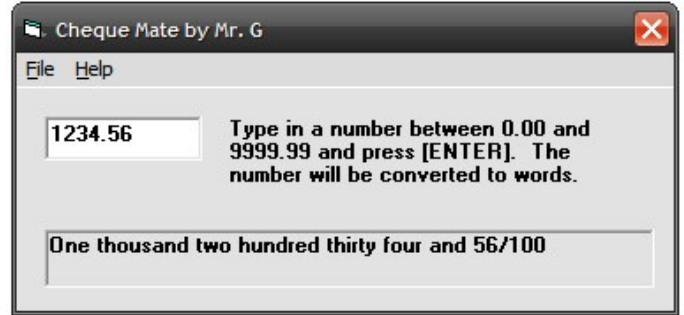 Cheque Mate by Mr. G
File Help
1234.56
Type in a number between 0.00 and
9999.99 and press [ENTER].  The
number will be converted to words.
One thousand two hundred thirty four and 56/100